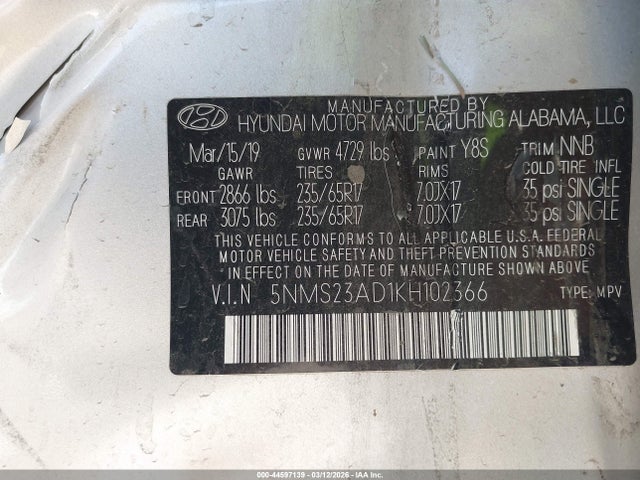 MANUFACTURED BY
HYUNDAI MOTOR MANUFACTURING ALABAMA, LLC
Mar/15/19 GVWR 4729 lbs PAINT Y8S TRIM NNB
GAWR TIRES RIMS COLD TIRE INFL
FRONT 2866 lbs 235/65R17 7.0JX17 35 psi SINGLE
REAR 3075 lbs 235/65R17 7.0JX17 35 psi SINGLE
THIS VEHICLE CONFORMS TO ALL APPLICABLE U.S.A. FEDERAL
MOTOR VEHICLE SAFETY AND THEFT PREVENTION STANDARDS
IN EFFECT ON THE DATE OF MANUFACTURE SHOWN ABOVE
V.I.N 5NMS23AD1KH102366 TYPE: MPV
000-44597139 - 03/12/2026 - IAA Inc.